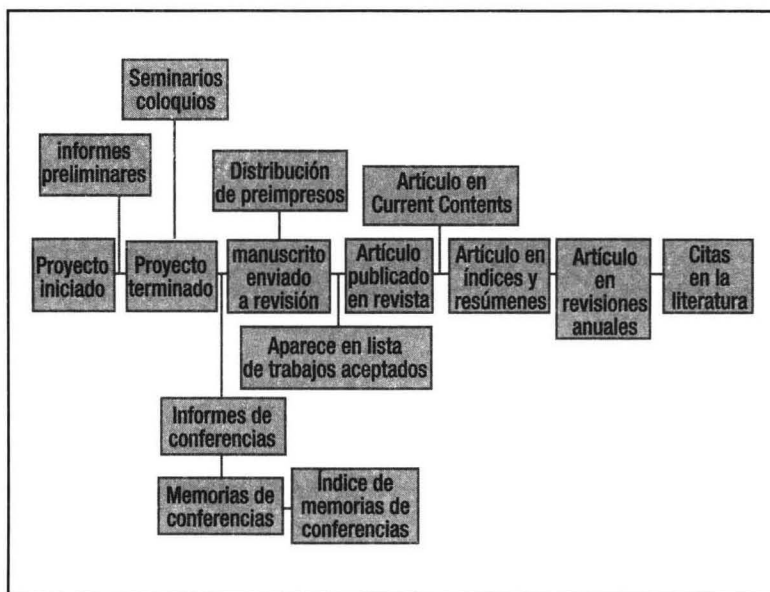 Seminarios
coloquios
informes
preliminares
Distribución
de preimpresos
Artículo en
Current Contents
Proyecto
iniciado
Proyecto
terminado
manuscrito
enviado
a revisión
Artículo
publicado
en revista
Artículo en
índices y
resúmenes
Artículo
en
revisiones
anuales
Citas
en la
literatura
Aparece en lista
de trabajos aceptados
Informes de
conferencias
Memorias de
conferencias
Índice de
memorias de
conferencias